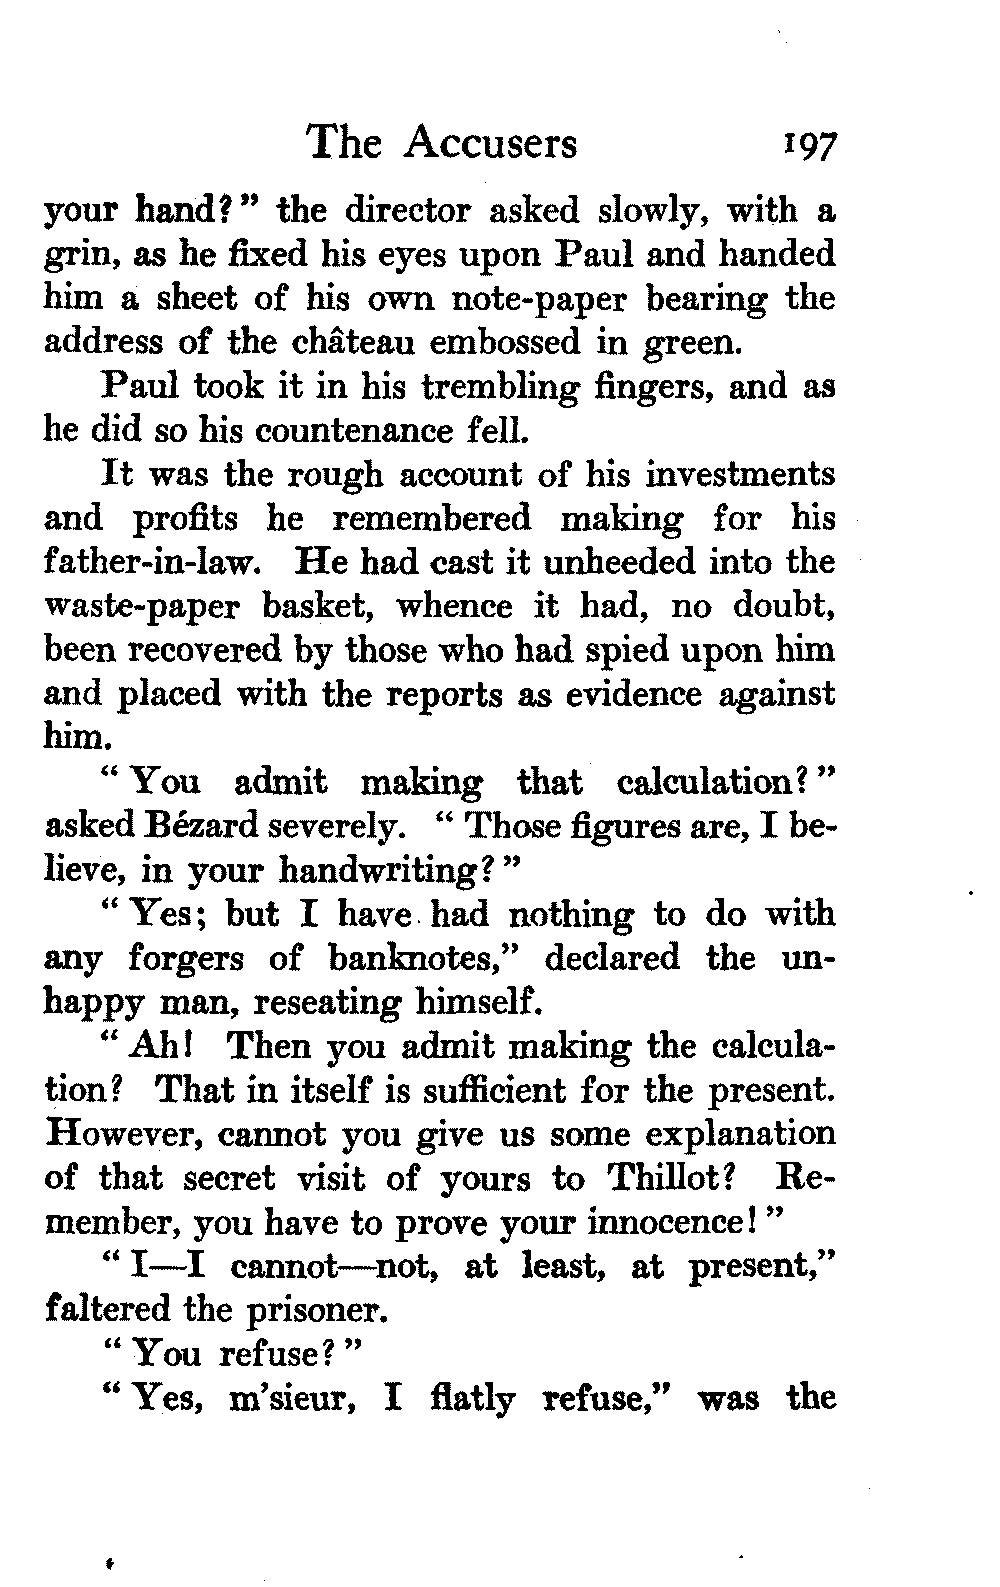 The Accusers 197
your hand?" the director asked slowly, with a
grin, as he fixed his eyes upon Paul and handed
him a sheet of his own note-paper bearing the
address of the château embossed in green.
Paul took it in his trembling fingers, and as
he did so his countenance fell.
It was the rough account of his investments
and profits he remembered making for his
father-in-law. He had cast it unheeded into the
waste-paper basket, whence it had, no doubt,
been recovered by those who had spied upon him
and placed with the reports as evidence against
him.
"You admit making that calculation?"
asked Bézard severely. "Those figures are, I be-
lieve, in your handwriting?"
"Yes; but I have had nothing to do with
any forgers of banknotes," declared the un-
happy man, reseating himself.
"Ah! Then you admit making the calcula-
tion? That in itself is sufficient for the present.
However, cannot you give us some explanation
of that secret visit of yours to Thillot? Re-
member, you have to prove your innocence!"
"I—I cannot—not, at least, at present,"
faltered the prisoner.
"You refuse?"
"Yes, m'sieur, I flatly refuse," was the